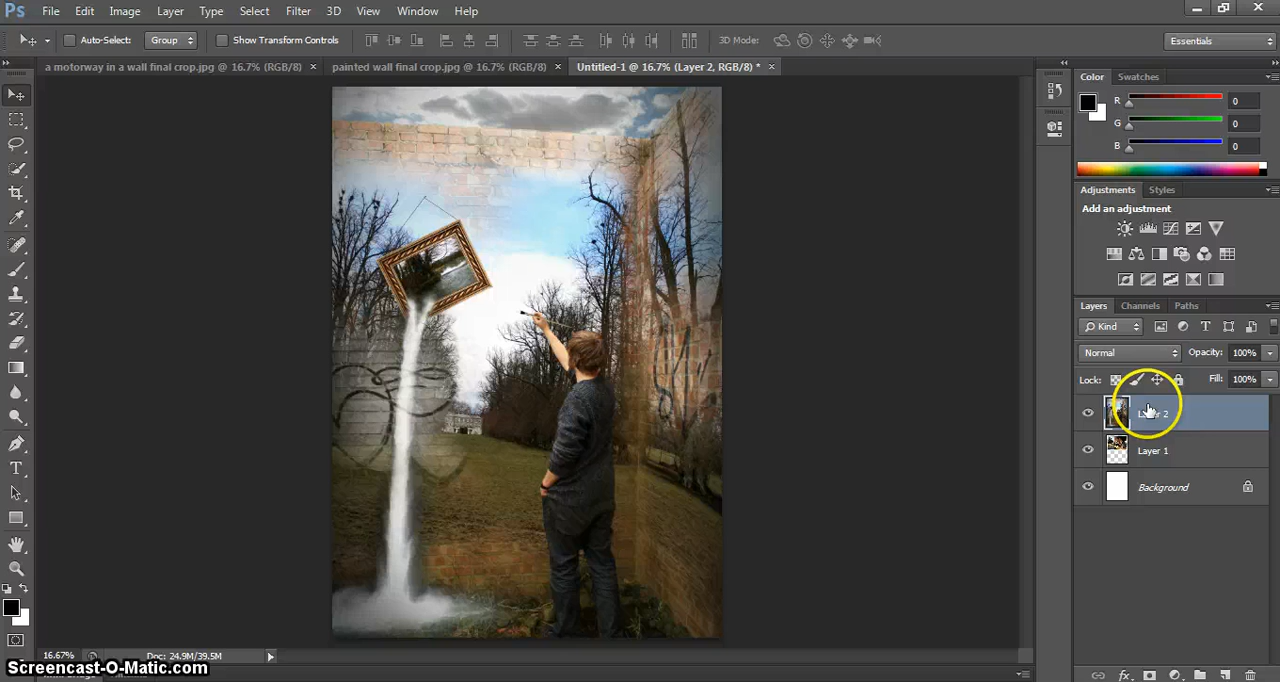 Ps File Edit Image Layer Type Select Filter 3D View Window Help
Auto-Select: Group Show Transform Controls 3D Mode: Essentials
a motorway in a wall final crop.jpg @ 16.7% (RGB/8) × painted wall final crop.jpg @ 16.7% (RGB/8) × Untitled-1 @ 16.7% (Layer 2, RGB/8) * ×
Color Swatches
R 0
G 0
B 0
Adjustments Styles
Add an adjustment
Layers Channels Paths
Kind
Normal Opacity: 100%
Lock: Fill: 100%
Layer 2
Layer 1
Background
16.67% Doc: 24.9M/39.5M
Screencast-O-Matic.com